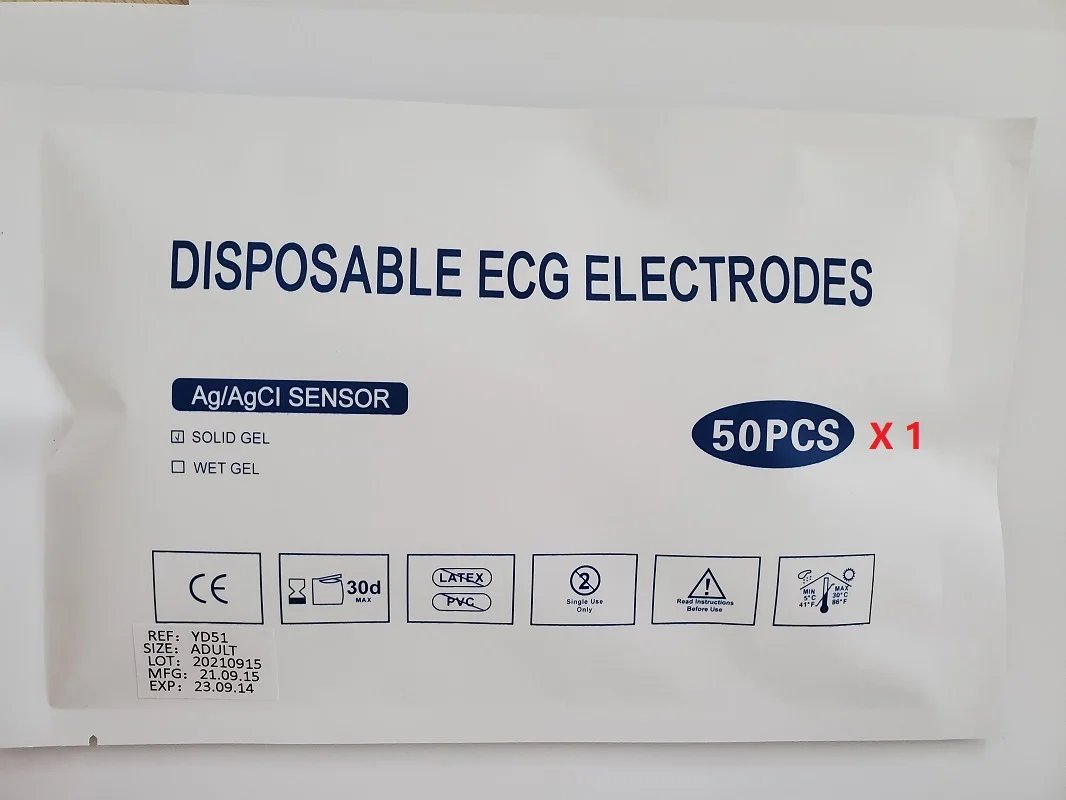 DISPOSABLE ECG ELECTRODES
Ag/AgCl SENSOR
☑ SOLID GEL
☐ WET GEL
50PCS X 1
CE
30d
MAX
LATEX
PVC
2
Single Use
Only
!
Read Instructions
Before Use
MIN
5°C
41°F
MAX
30°C
86°F
REF: YD51
SIZE: ADULT
LOT: 20210915
MFG: 21.09.15
EXP: 23.09.14